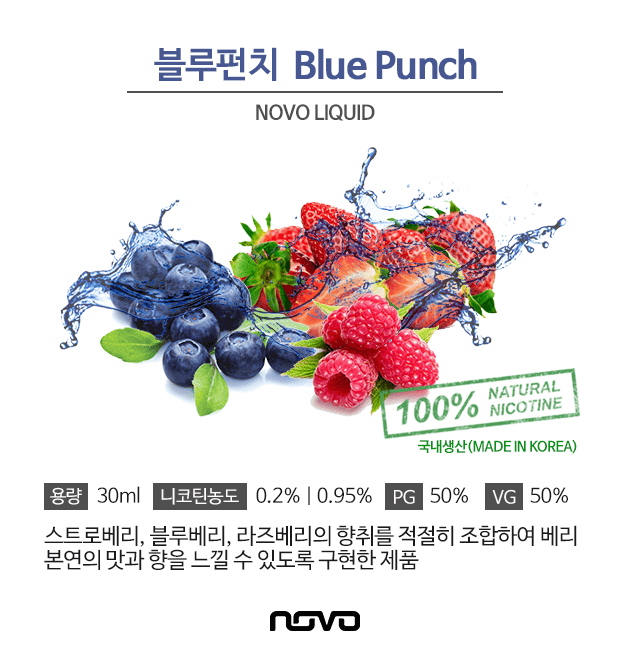 블루펀치 Blue Punch
NOVO LIQUID
100% NATURAL NICOTINE
국내생산(MADE IN KOREA)
용량 30ml 니코틴농도 0.2% | 0.95% PG 50% VG 50%
스트로베리, 블루베리, 라즈베리의 향취를 적절히 조합하여 베리
본연의 맛과 향을 느낄 수 있도록 구현한 제품
novo